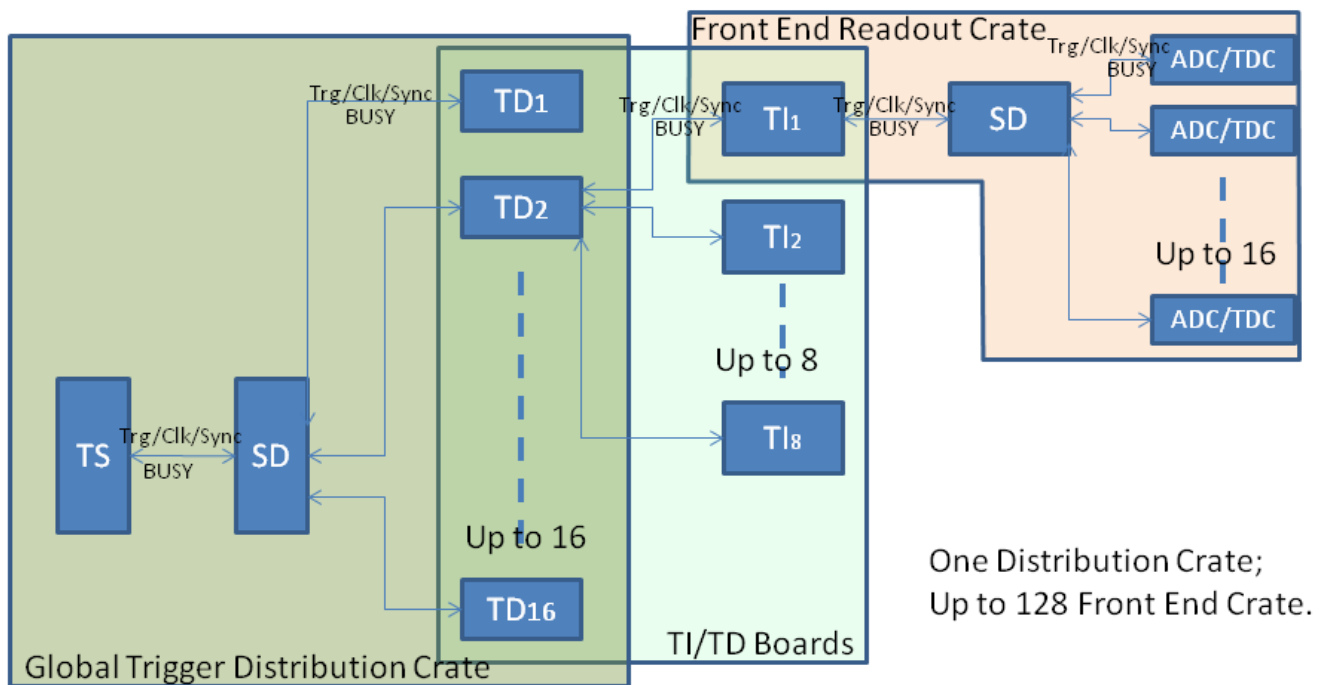 Front End Readout Crate
Trg/Clk/Sync
BUSY
ADC/TDC
Trg/Clk/Sync
BUSY
TD1
Trg/Clk/Sync
BUSY
TI1
Trg/Clk/Sync
BUSY
SD
ADC/TDC
TD2
TI2
Up to 16
ADC/TDC
Up to 8
TI8
TS
Trg/Clk/Sync
BUSY
SD
Up to 16
TD16
One Distribution Crate;
Up to 128 Front End Crate.
TI/TD Boards
Global Trigger Distribution Crate